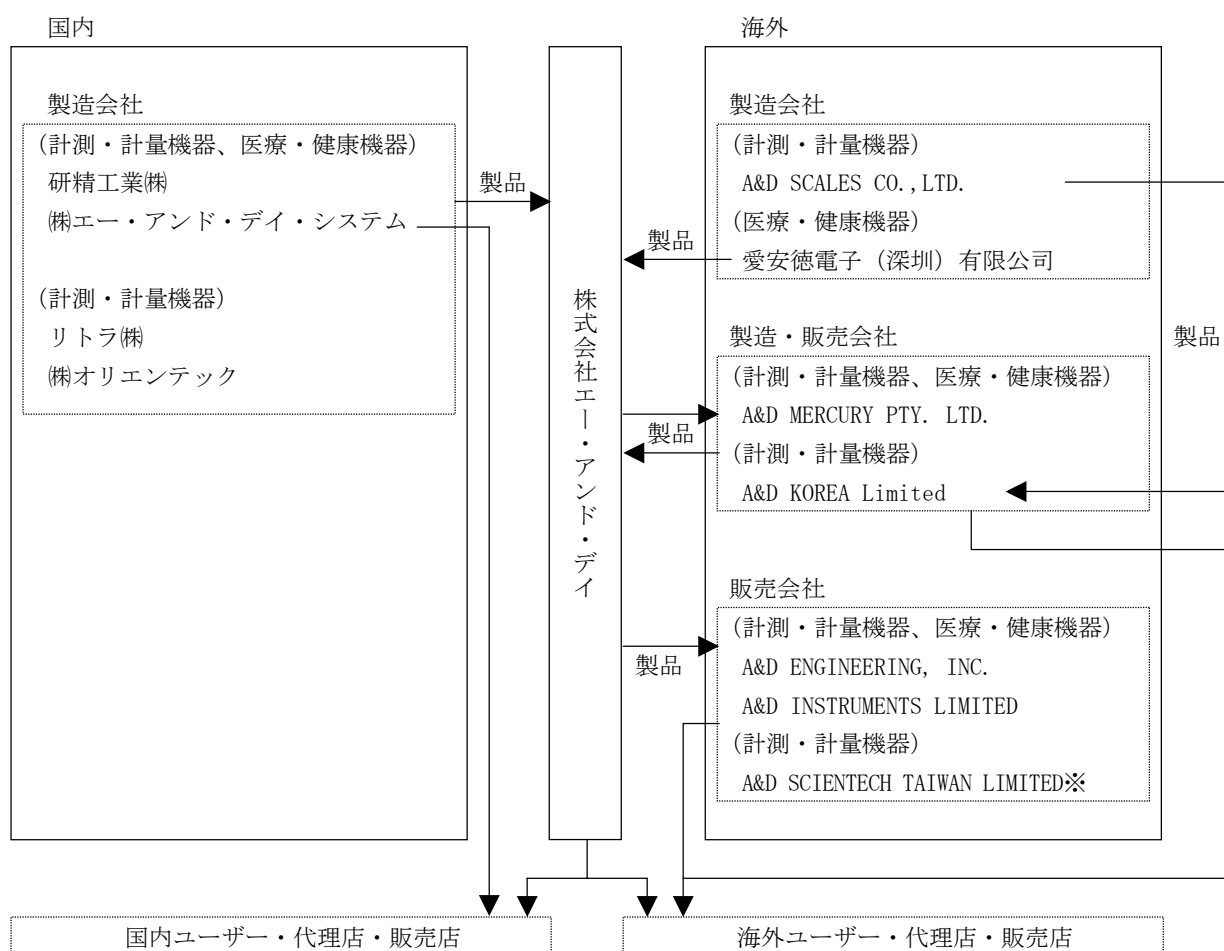 国内
製造会社
(計測・計量機器、医療・健康機器)
研精工業㈱
㈱エー・アンド・デイ・システム
(計測・計量機器)
リトラ㈱
㈱オリエンテック
製品
株式会社エー・アンド・デイ
海外
製造会社
(計測・計量機器)
A&D SCALES CO.,LTD.
(医療・健康機器)
愛安徳電子（深圳）有限公司
製品
製造・販売会社
(計測・計量機器、医療・健康機器)
A&D MERCURY PTY. LTD.
(計測・計量機器)
A&D KOREA Limited
製品
製品
販売会社
(計測・計量機器、医療・健康機器)
A&D ENGINEERING, INC.
A&D INSTRUMENTS LIMITED
(計測・計量機器)
A&D SCIENTECH TAIWAN LIMITED※
製品
国内ユーザー・代理店・販売店
海外ユーザー・代理店・販売店